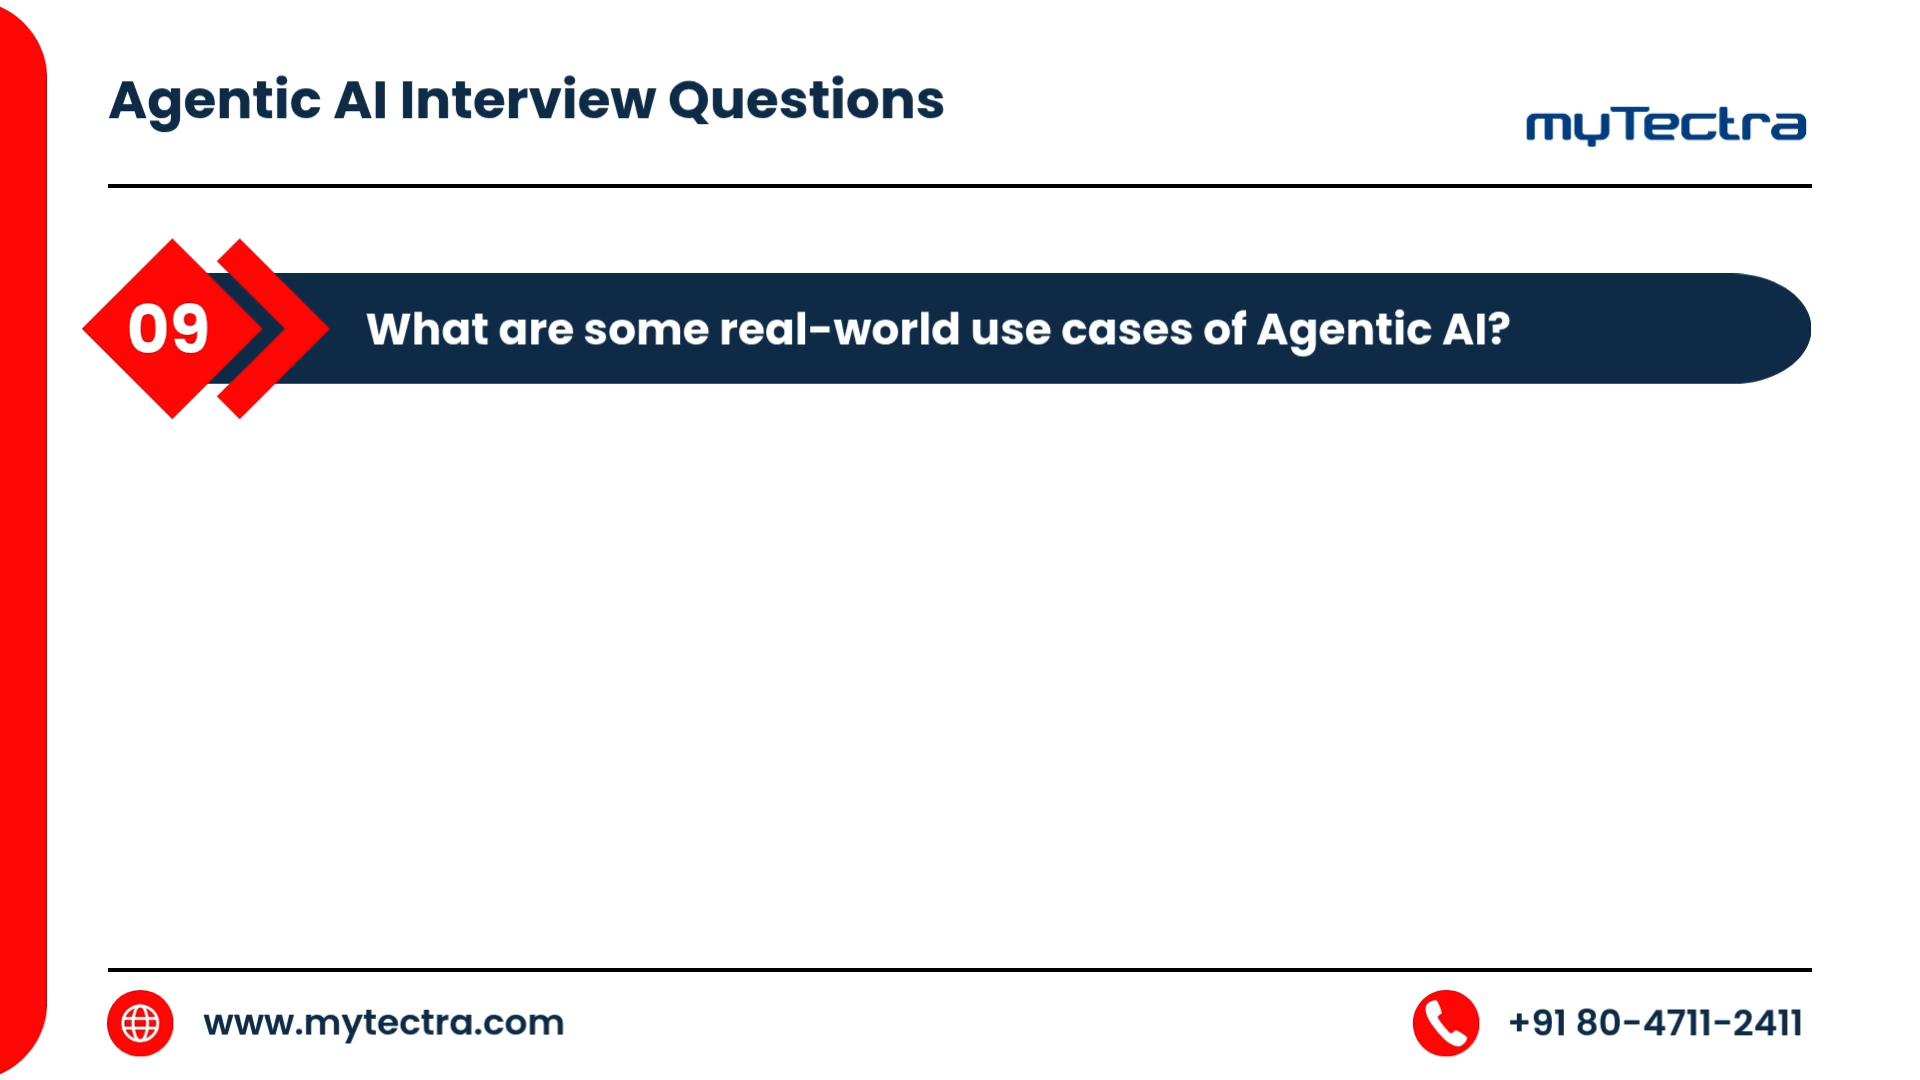 Agentic AI Interview Questions
myTectra
09
What are some real-world use cases of Agentic AI?
www.mytectra.com
+91 80-4711-2411